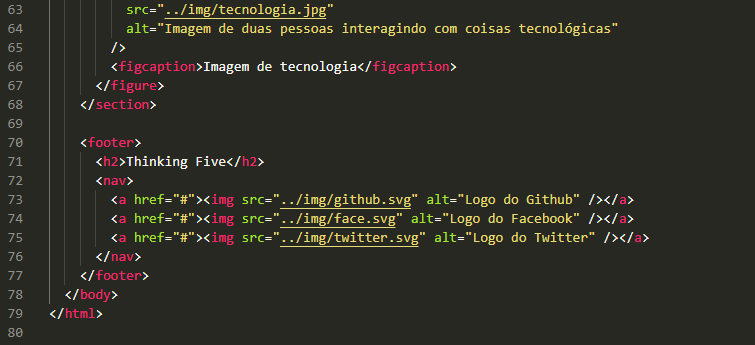 63 src="../img/tecnologia.jpg"
64 alt="Imagem de duas pessoas interagindo com coisas tecnológicas"
65 />
66 <figcaption>Imagem de tecnologia</figcaption>
67 </figure>
68 </section>
69
70 <footer>
71 <h2>Thinking Five</h2>
72 <nav>
73 <a href="#"><img src="../img/github.svg" alt="Logo do Github" /></a>
74 <a href="#"><img src="../img/face.svg" alt="Logo do Facebook" /></a>
75 <a href="#"><img src="../img/twitter.svg" alt="Logo do Twitter" /></a>
76 </nav>
77 </footer>
78 </body>
79 </html>
80